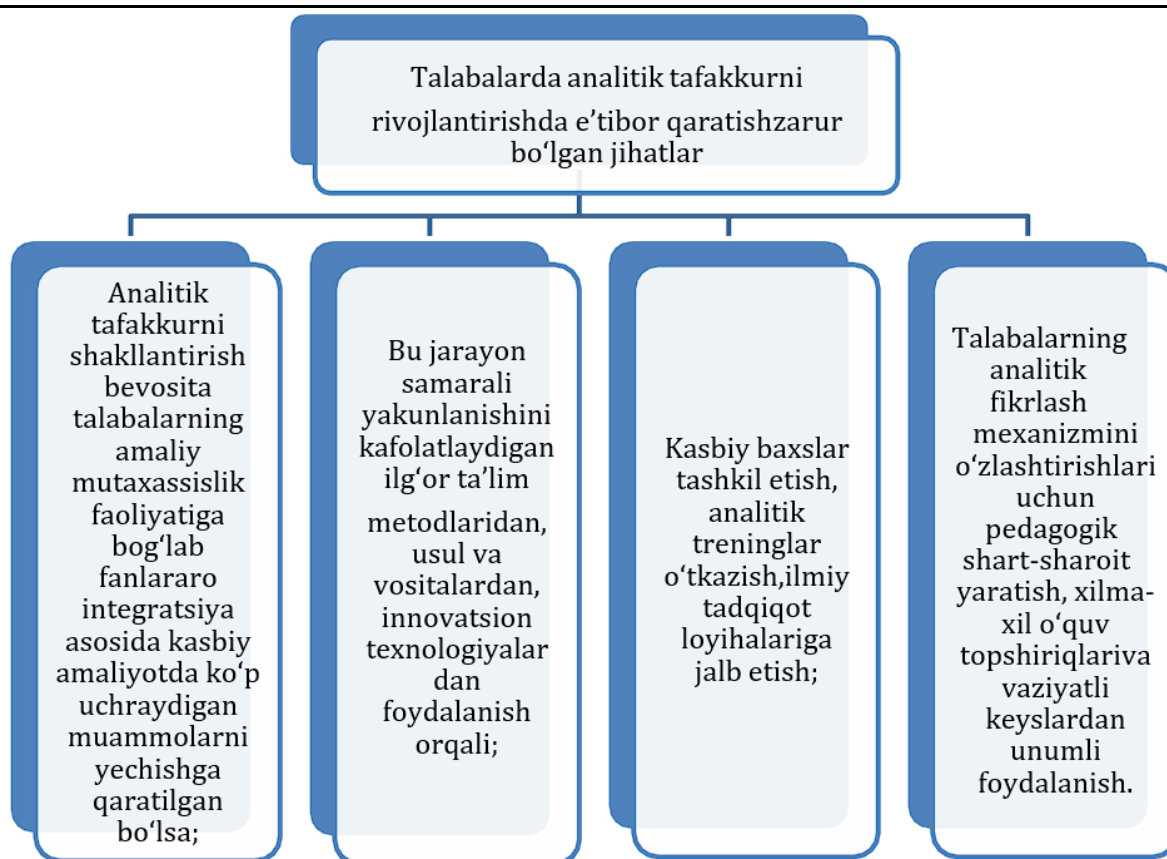 Talabalarda analitik tafakkurni
rivojlantirishda e’tibor qaratishzarur
bo‘lgan jihatlar
Analitik
tafakkurni
shakllantirish
bevosita
talabalarning
amaliy
mutaxassislik
faoliyatiga
bog‘lab
fanlararo
integratsiya
asosida kasbiy
amaliyotda ko‘p
uchraydigan
muammolarni
yechishga
qaratilgan
bo‘lsa;
Bu jarayon
samarali
yakunlanishini
kafolatlaydigan
ilg‘or ta’lim
metodlaridan,
usul va
vositalardan,
innovatsion
texnologiyalar
dan
foydalanish
orqali;
Kasbiy baxslar
tashkil etish,
analitik
treninglar
o‘tkazish,ilmiy
tadqiqot
loyihalariga
jalb etish;
Talabalarning
analitik
fikrlash
mexanizmini
o‘zlashtirishlari
uchun
pedagogik
shart-sharoit
yaratish, xilma-
xil o‘quv
topshiriqlariva
vaziyatli
keyslardan
unumli
foydalanish.